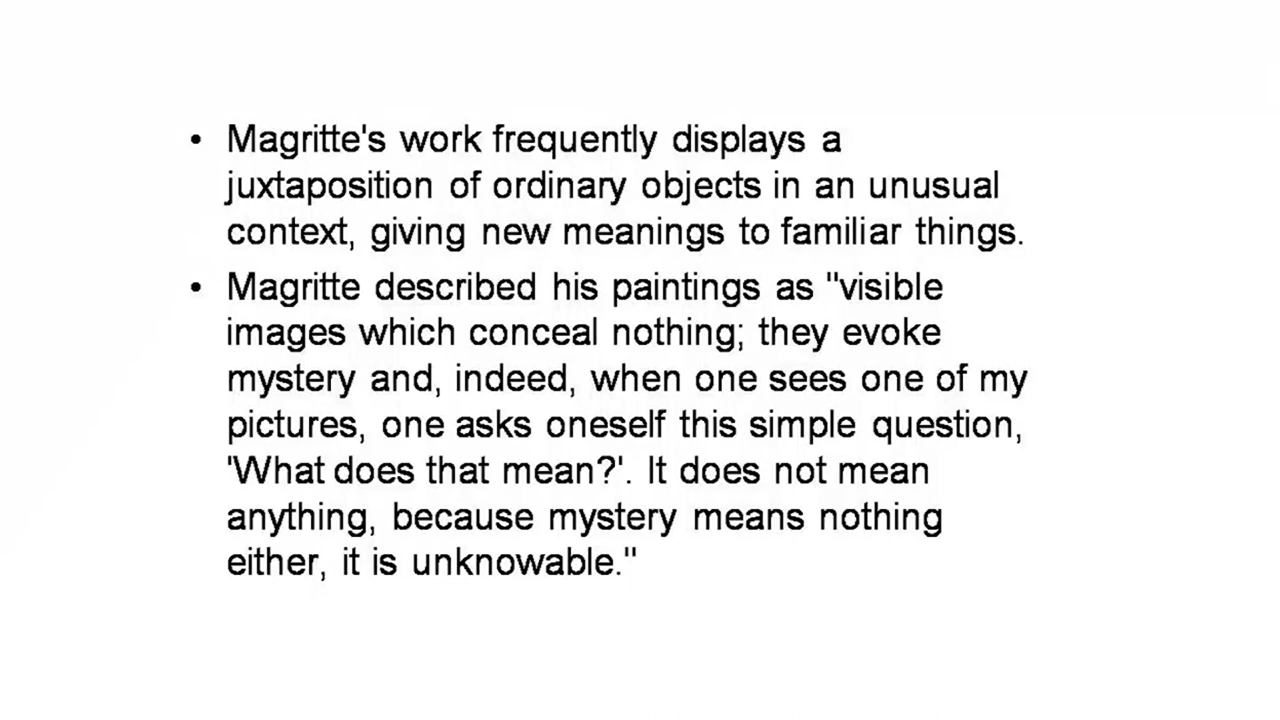 • Magritte's work frequently displays a
juxtaposition of ordinary objects in an unusual
context, giving new meanings to familiar things.
• Magritte described his paintings as "visible
images which conceal nothing; they evoke
mystery and, indeed, when one sees one of my
pictures, one asks oneself this simple question,
'What does that mean?'. It does not mean
anything, because mystery means nothing
either, it is unknowable."